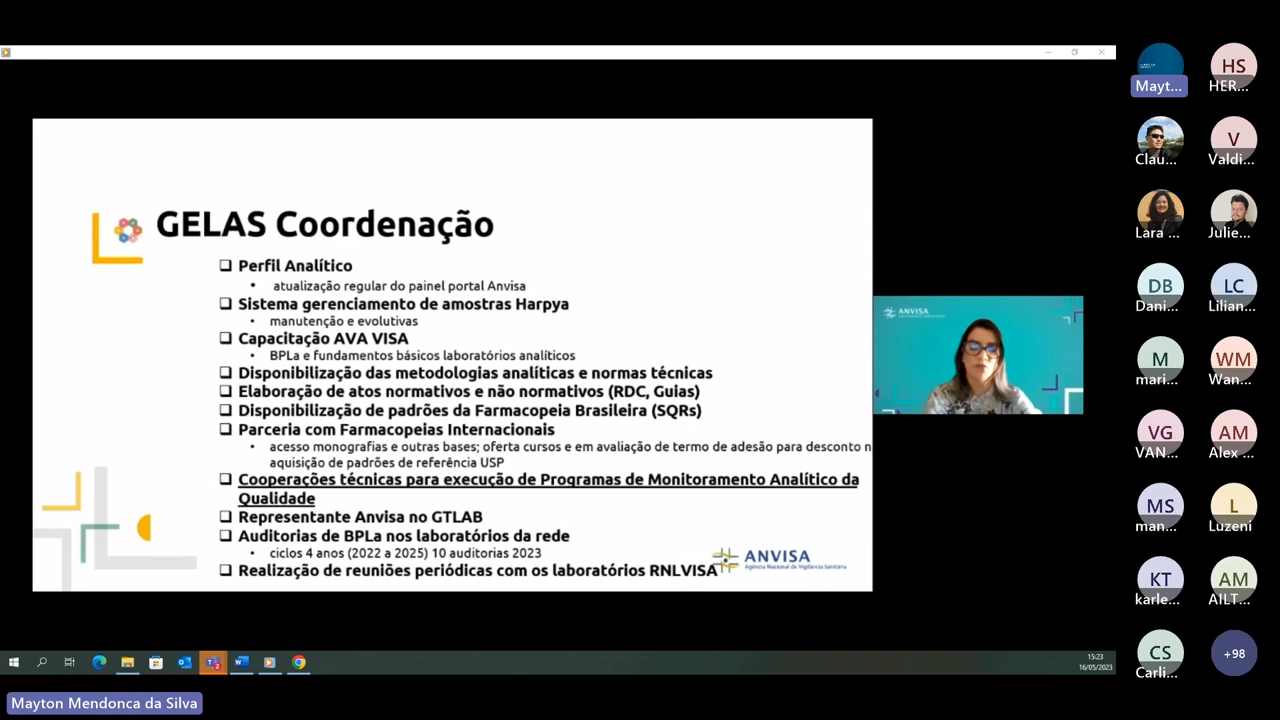 GELAS Coordenação
Perfil Analítico
atualização regular do painel portal Anvisa
Sistema gerenciamento de amostras Harpya
manutenção e evolutivas
Capacitação AVA VISA
BPLa e fundamentos básicos laboratórios analíticos
Disponibilização das metodologias analíticas e normas técnicas
Elaboração de atos normativos e não normativos (RDC, Guias)
Disponibilização de padrões da Farmacopeia Brasileira (SQRs)
Parceria com Farmacopeias Internacionais
acesso monografias e outras bases; oferta cursos e em avaliação de termo de adesão para desconto n
aquisição de padrões de referência USP
Cooperações técnicas para execução de Programas de Monitoramento Analítico da
Qualidade
Representante Anvisa no GTLAB
Auditorias de BPLa nos laboratórios da rede
ciclos 4 anos (2022 a 2025) 10 auditorias 2023
Realização de reuniões periódicas com os laboratórios RNLVISA
ANVISA
Agência Nacional de Vigilância Sanitária
ANVISA
Mayt...
HS
HER...
Clau...
V
Valdi...
Lara ...
Julie...
DB
Dani...
LC
Lilian...
M
mari...
WM
Wan...
VG
VAN...
AM
Alex ...
MS
man...
L
Luzeni
KT
karle...
AM
AILT...
CS
Carli...
+98
15:23
16/05/2023
Mayton Mendonca da Silva